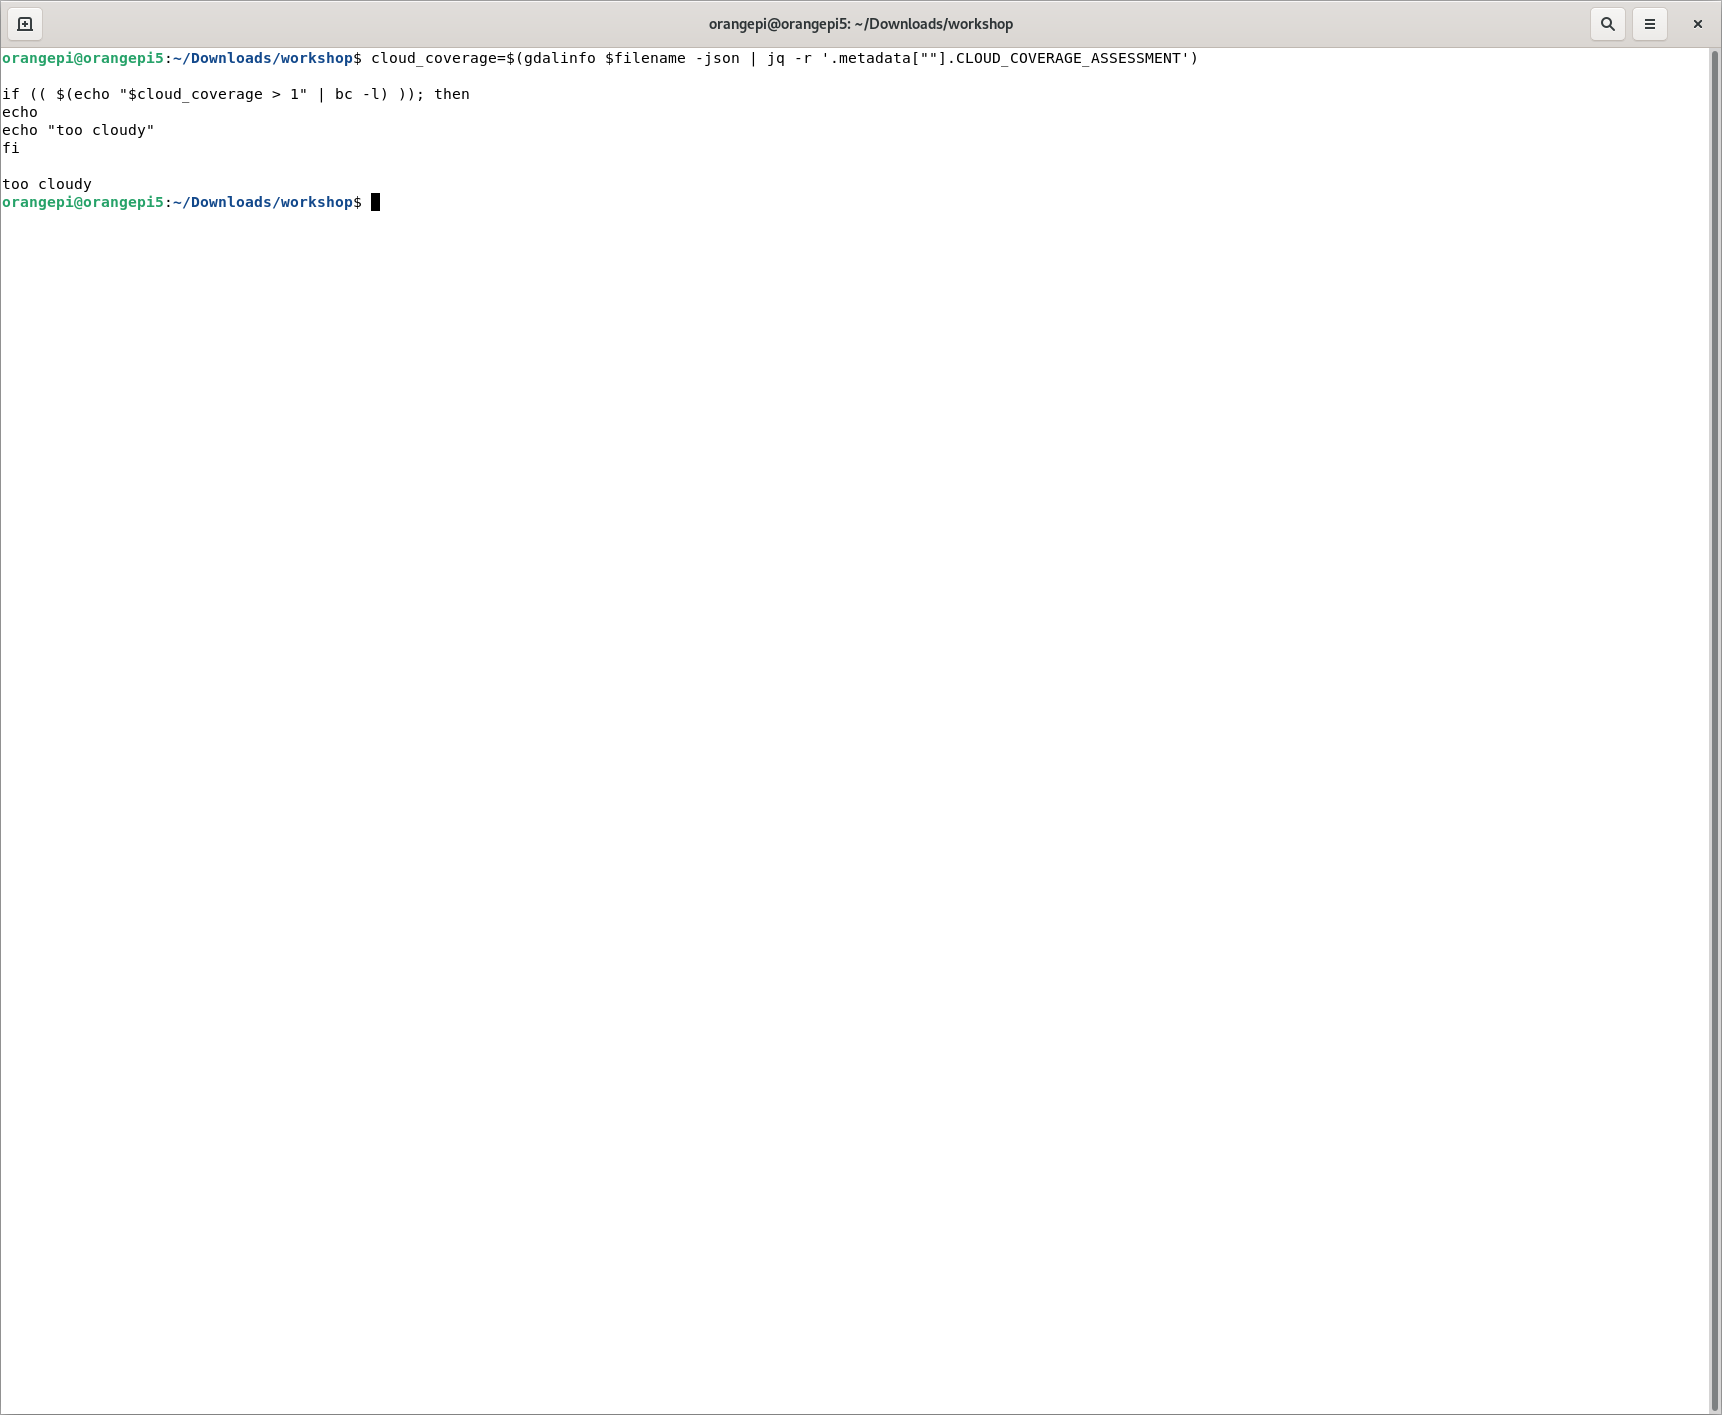 orangepi@orangepi5: ~/Downloads/workshop
orangepi@orangepi5:~/Downloads/workshop$ cloud_coverage=$(gdalinfo $filename -json | jq -r '.metadata[""].CLOUD_COVERAGE_ASSESSMENT')
if (( $(echo "$cloud_coverage > 1" | bc -l) )); then
echo
echo "too cloudy"
fi
too cloudy
orangepi@orangepi5:~/Downloads/workshop$